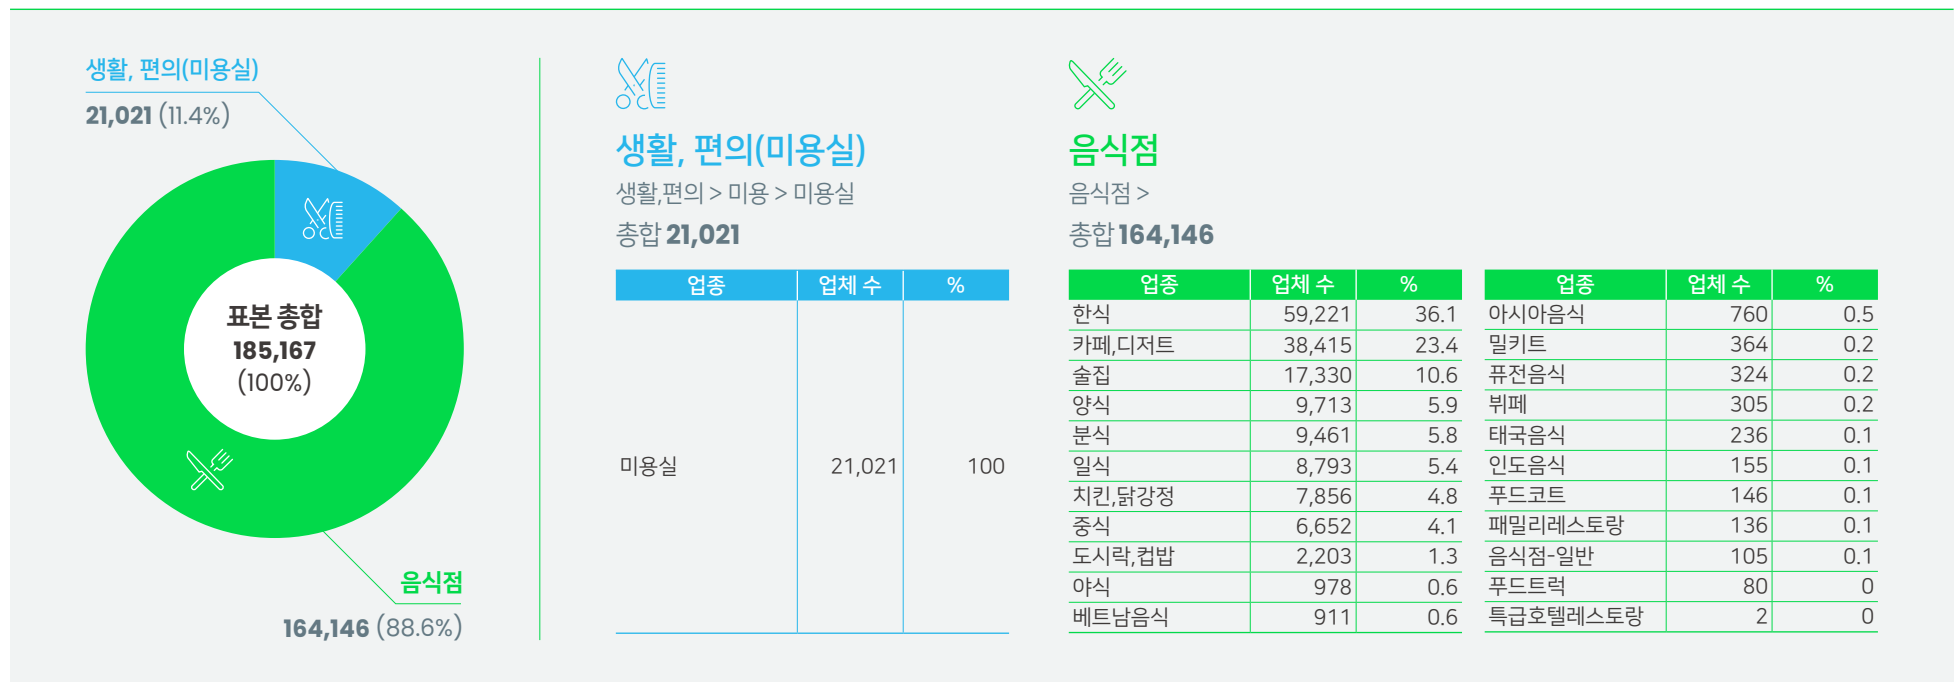 생활, 편의(미용실)
21,021 (11.4%)
표본 총합
185,167
(100%)
음식점
164,146 (88.6%)
생활, 편의(미용실)
생활,편의 > 미용 > 미용실
총합 21,021
업종 업체 수 %
미용실 21,021 100
음식점
음식점 >
총합 164,146
업종 업체 수 %
한식 59,221 36.1
카페,디저트 38,415 23.4
술집 17,330 10.6
양식 9,713 5.9
분식 9,461 5.8
일식 8,793 5.4
치킨,닭강정 7,856 4.8
중식 6,652 4.1
도시락,컵밥 2,203 1.3
야식 978 0.6
베트남음식 911 0.6
업종 업체 수 %
아시아음식 760 0.5
밀키트 364 0.2
퓨전음식 324 0.2
뷔페 305 0.2
태국음식 236 0.1
인도음식 155 0.1
푸드코트 146 0.1
패밀리레스토랑 136 0.1
음식점-일반 105 0.1
푸드트럭 80 0
특급호텔레스토랑 2 0